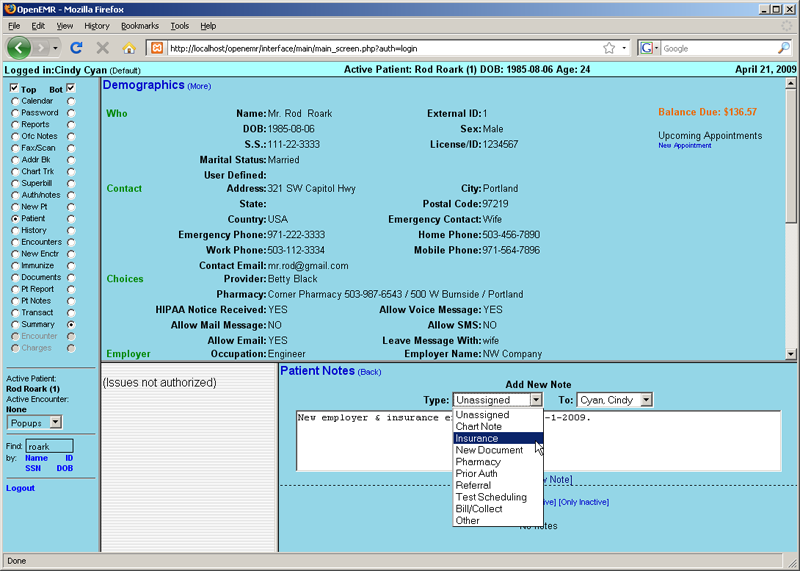 OpenEMR - Mozilla Firefox
File Edit View History Bookmarks Tools Help
http://localhost/openemr/interface/main/main_screen.php?auth=login
Google
Logged in:Cindy Cyan (Default) Active Patient: Rod Roark (1) DOB: 1985-08-06 Age: 24 April 21, 2009
Top Bot
Calendar
Password
Reports
Ofc Notes
Fax/Scan
Addr Bk
Chart Trk
Superbill
Auth/notes
New Pt
Patient
History
Encounters
New Enctr
Immunize
Documents
Pt Report
Pt Notes
Transact
Summary
Encounter
Charges
Active Patient:
Rod Roark (1)
Active Encounter:
None
Popups
Find: roark
by: Name ID
SSN DOB
Logout
Demographics (More)
Who Name: Mr. Rod Roark External ID: 1
DOB: 1985-08-06 Sex: Male
S.S.: 111-22-3333 License/ID: 1234567
Marital Status: Married
User Defined:
Contact Address: 321 SW Capitol Hwy City: Portland
State: Postal Code: 97219
Country: USA Emergency Contact: Wife
Emergency Phone: 971-222-3333 Home Phone: 503-456-7890
Work Phone: 503-112-3334 Mobile Phone: 971-564-7896
Contact Email: mr.rod@gmail.com
Choices Provider: Betty Black
Pharmacy: Corner Pharmacy 503-987-6543 / 500 W Burnside / Portland
HIPAA Notice Received: YES Allow Voice Message: YES
Allow Mail Message: NO Allow SMS: NO
Allow Email: YES Leave Message With: wife
Employer Occupation: Engineer Employer Name: NW Company
Balance Due: $136.57
Upcoming Appointments
New Appointment
(Issues not authorized)
Patient Notes (Back)
Add New Note
Type: Unassigned To: Cyan, Cindy
New employer & insurance e -1-2009.
Unassigned
Chart Note
Insurance
New Document
Pharmacy
Prior Auth
Referral
Test Scheduling
Bill/Collect
Other
Note]
[Only Inactive]
notes
Done